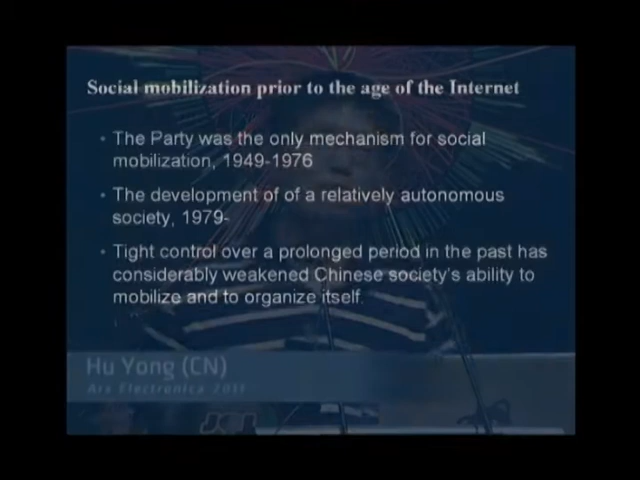 Social mobilization prior to the age of the Internet
The Party was the only mechanism for social
mobilization, 1949-1976
The development of of a relatively autonomous
society, 1979-
Tight control over a prolonged period in the past has
considerably weakened Chinese society's ability to
mobilize and to organize itself.
Hu Yong (CN)
Ars Electronica 2011